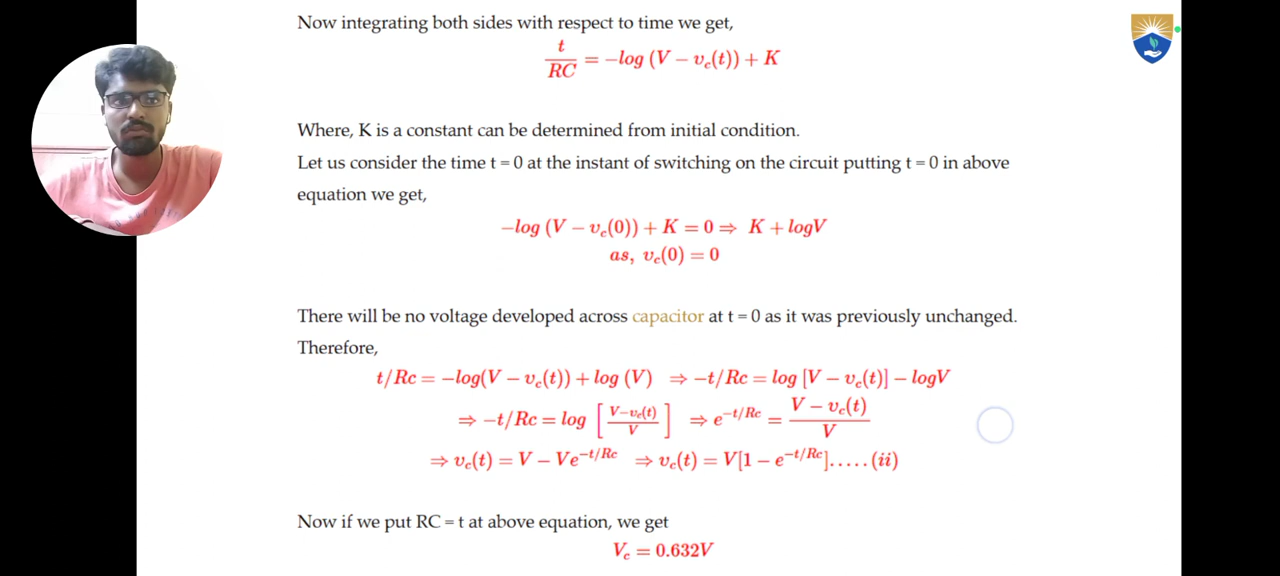 Now integrating both sides with respect to time we get,
t/RC = -log (V − v_c(t)) + K
Where, K is a constant can be determined from initial condition.
Let us consider the time t = 0 at the instant of switching on the circuit putting t = 0 in above
equation we get,
-log (V − v_c(0)) + K = 0 ⇒ K + logV
as, v_c(0) = 0
There will be no voltage developed across capacitor at t = 0 as it was previously unchanged.
Therefore,
t/Rc = -log(V − v_c(t)) + log (V) ⇒ -t/Rc = log [V − v_c(t)] − logV
⇒ -t/Rc = log [(V−v_c(t))/V] ⇒ e^{-t/Rc} = (V − v_c(t))/V
⇒ v_c(t) = V − Ve^{-t/Rc} ⇒ v_c(t) = V[1 − e^{-t/Rc}].....(ii)
Now if we put RC = t at above equation, we get
V_c = 0.632V